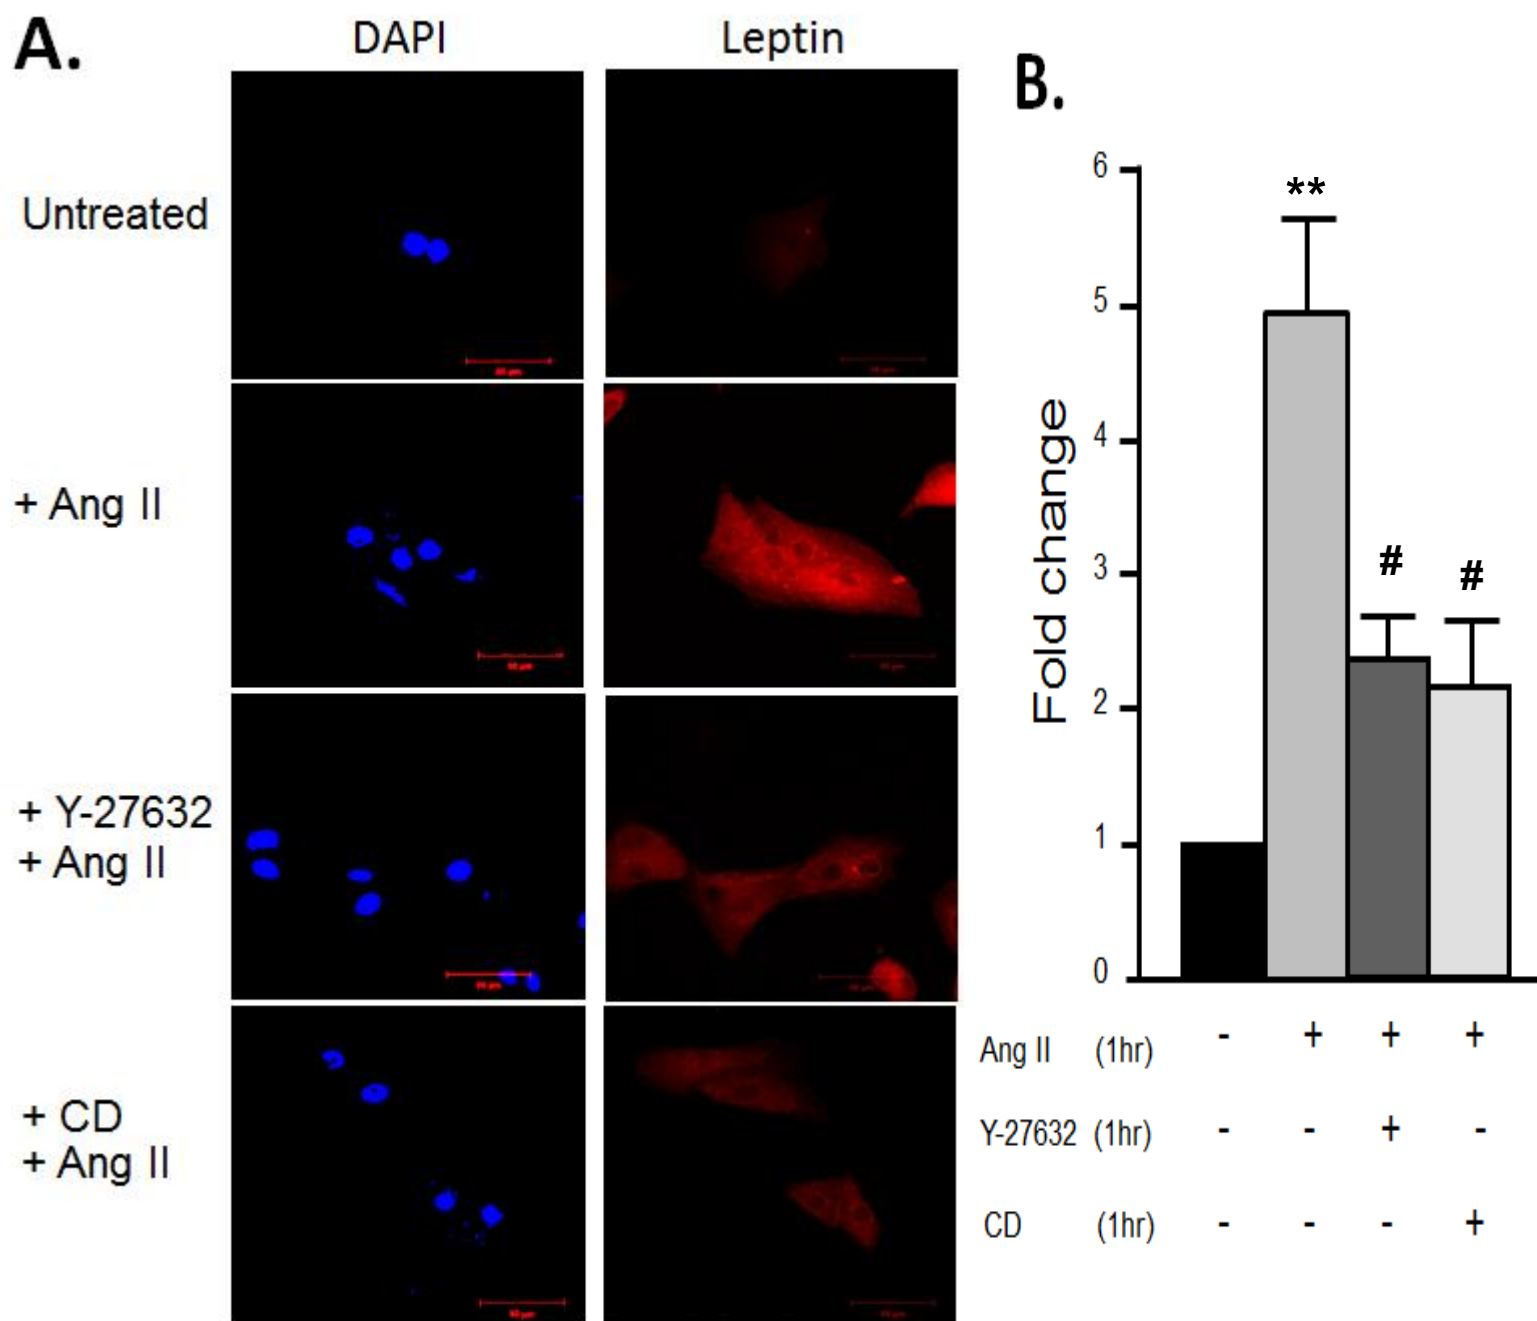 A.
DAPI
Leptin
Untreated
+ Ang II
+ Y-27632
+ Ang II
+ CD
+ Ang II
B.
Fold change
6
5
4
3
2
1
0
**
#
#
Ang II (1hr) - + + +
Y-27632 (1hr) - - + -
CD (1hr) - - - +